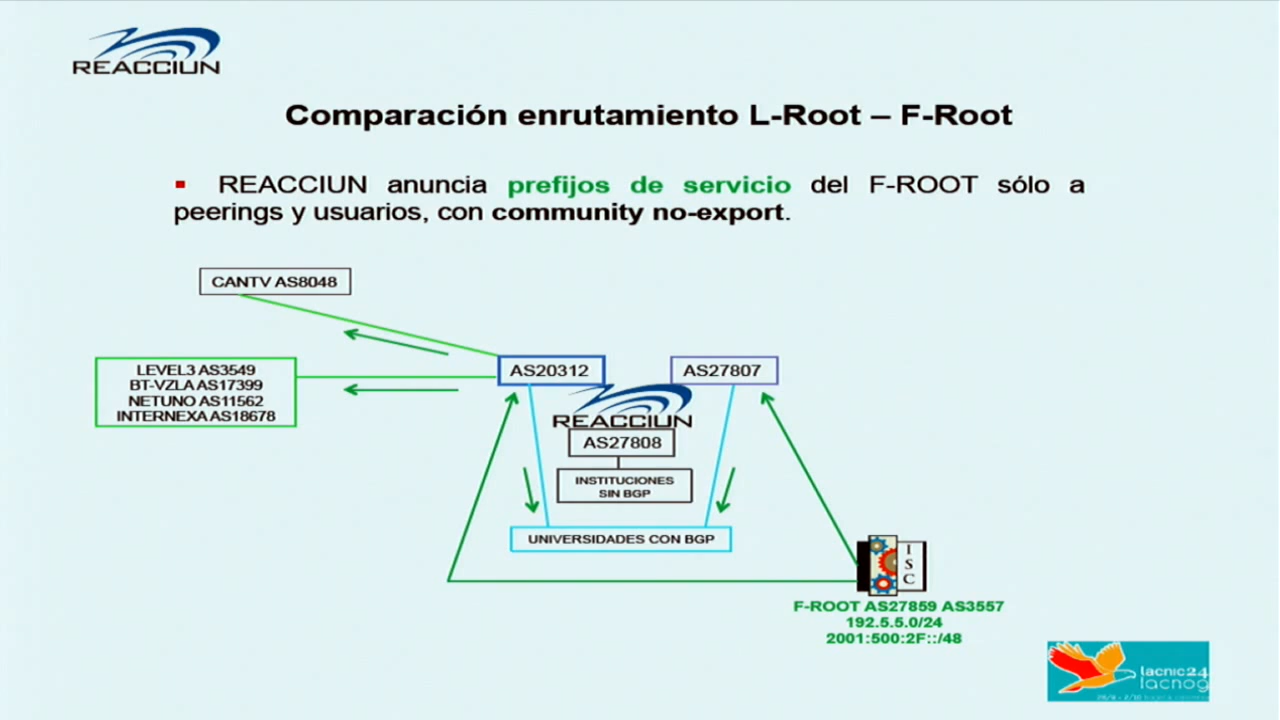 REACCIUN
Comparación enrutamiento L-Root – F-Root
REACCIUN anuncia prefijos de servicio del F-ROOT sólo a
peerings y usuarios, con community no-export.
CANTV AS8048
LEVEL3 AS3549
BT-VZLA AS17399
NETUNO AS11562
INTERNEXA AS18678
AS20312
AS27807
REACCIUN
AS27808
INSTITUCIONES
SIN BGP
UNIVERSIDADES CON BGP
I
S
C
F-ROOT AS27859 AS3557
192.5.5.0/24
2001:500:2F::/48
lacnic24
lacnog